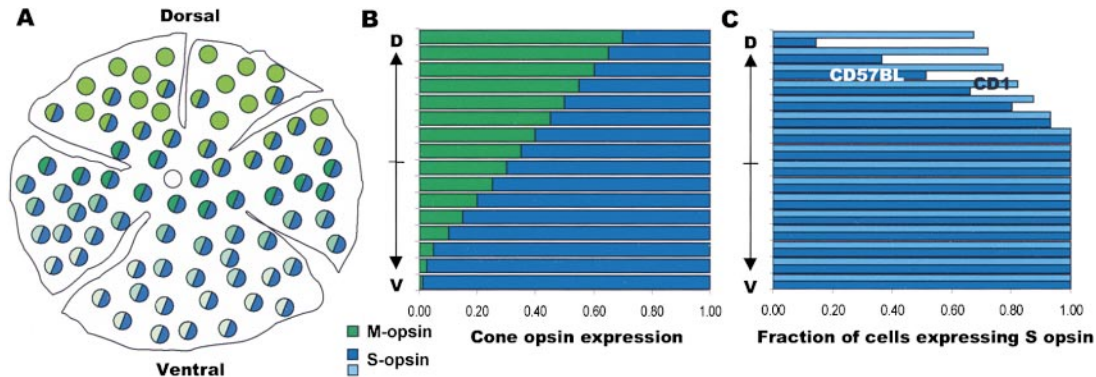 A
Dorsal
Ventral
M-opsin
S-opsin
B
D
V
0.00 0.20 0.40 0.60 0.80 1.00
Cone opsin expression
C
D
CD57BL
CD1
V
0.00 0.20 0.40 0.60 0.80 1.00
Fraction of cells expressing S opsin